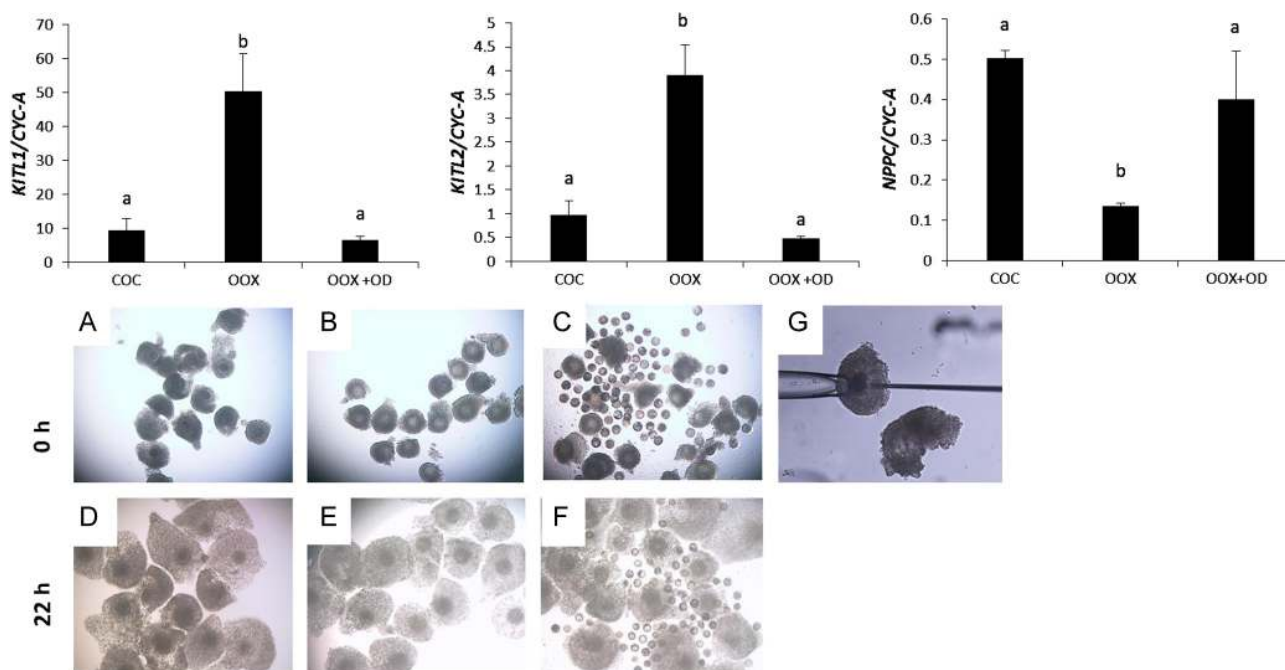 KITL1/CYC-A
70
60
50
40
30
20
10
0
a
b
a
COC
OOX
OOX +OD
KITL2/CYC-A
5
4.5
4
3.5
3
2.5
2
1.5
1
0.5
0
a
b
a
COC
OOX
OOX +OD
NPPC/CYC-A
0.6
0.5
0.4
0.3
0.2
0.1
0
a
b
a
COC
OOX
OOX+OD
0 h
A
B
C
G
22 h
D
E
F